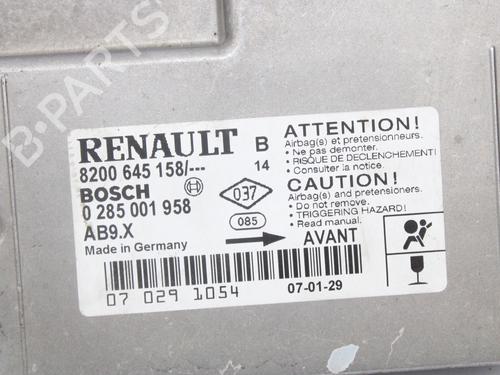 RENAULT B
14
8200 645 158/---
BOSCH
0 285 001 958
AB9.X
Made in Germany
037
085
ATTENTION!
Airbag(s) et pretensionneurs.
• Ne pas demonter.
• RISQUE DE DECLENCHEMENT!
• Consulter la notice.
CAUTION!
Airbag(s) and pretensioners.
• Do not remove.
• TRIGGERING HAZARD!
• Read manual.
AVANT
07 029 1054
07-01-29
B-PARTS